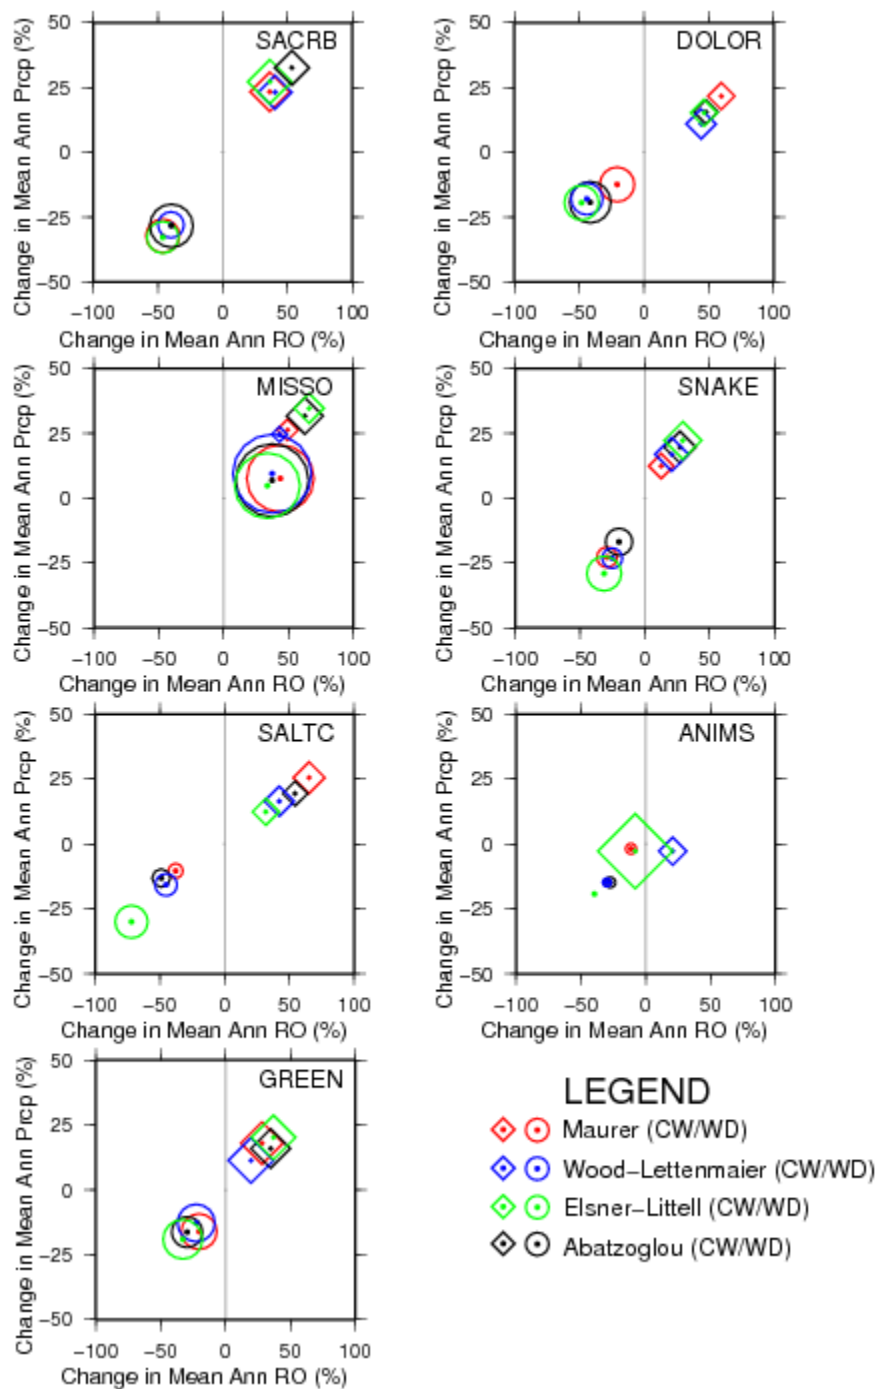 SACRB
Change in Mean Ann Prcp (%)
50
25
0
−25
−50
−100 −50 0 50 100
Change in Mean Ann RO (%)
DOLOR
Change in Mean Ann Prcp (%)
50
25
0
−25
−50
−100 −50 0 50 100
Change in Mean Ann RO (%)
MISSO
Change in Mean Ann Prcp (%)
50
25
0
−25
−50
−100 −50 0 50 100
Change in Mean Ann RO (%)
SNAKE
Change in Mean Ann Prcp (%)
50
25
0
−25
−50
−100 −50 0 50 100
Change in Mean Ann RO (%)
SALTC
Change in Mean Ann Prcp (%)
50
25
0
−25
−50
−100 −50 0 50 100
Change in Mean Ann RO (%)
ANIMS
Change in Mean Ann Prcp (%)
50
25
0
−25
−50
−100 −50 0 50 100
Change in Mean Ann RO (%)
GREEN
Change in Mean Ann Prcp (%)
50
25
0
−25
−50
−100 −50 0 50 100
Change in Mean Ann RO (%)
LEGEND
Maurer (CW/WD)
Wood−Lettenmaier (CW/WD)
Elsner−Littell (CW/WD)
Abatzoglou (CW/WD)